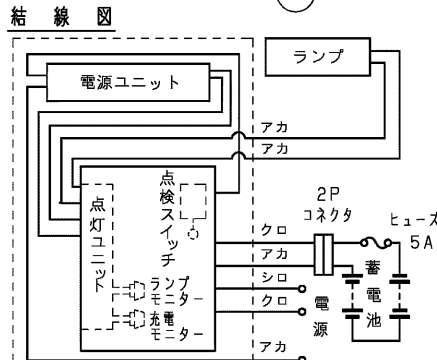 結線図
電源ユニット
ランプ
アカ
アカ
点検スイッチ
点灯ユニット
2P
コネクタ
ヒューズ
5A
クロ
アカ
シロ
クロ
ランプ
モニター
充電
モニター
電源
蓄電池
アカ